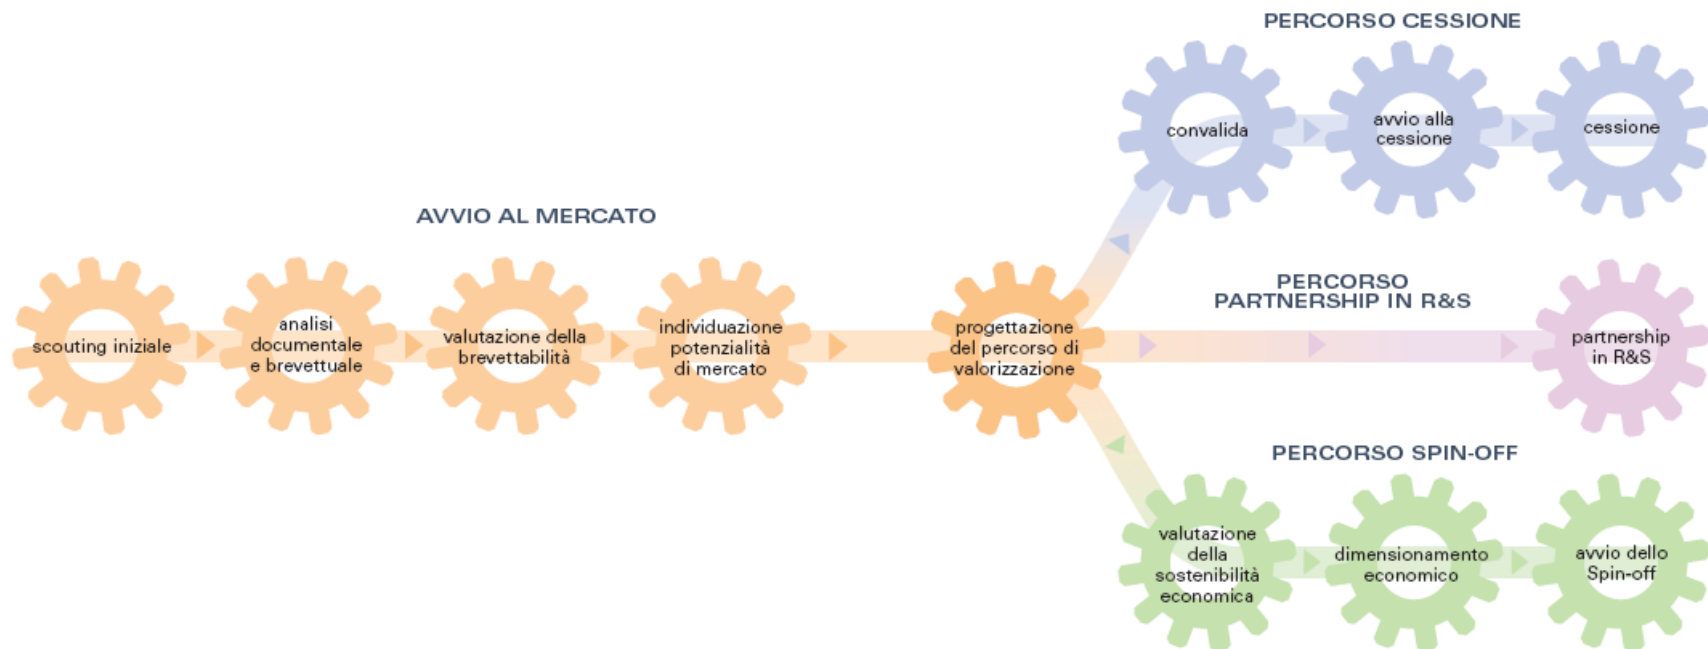 AVVIO AL MERCATO
scouting iniziale
analisi
documentale
e brevettuale
valutazione della
brevettabilità
individuazione
potenzialità
di mercato
progettazione
del percorso di
valorizzazione
PERCORSO CESSIONE
convalida
avvio alla
cessione
cessione
PERCORSO
PARTNERSHIP IN R&S
partnership
in R&S
PERCORSO SPIN-OFF
valutazione
della
sostenibilità
economica
dimensionamento
economico
avvio dello
Spin-off